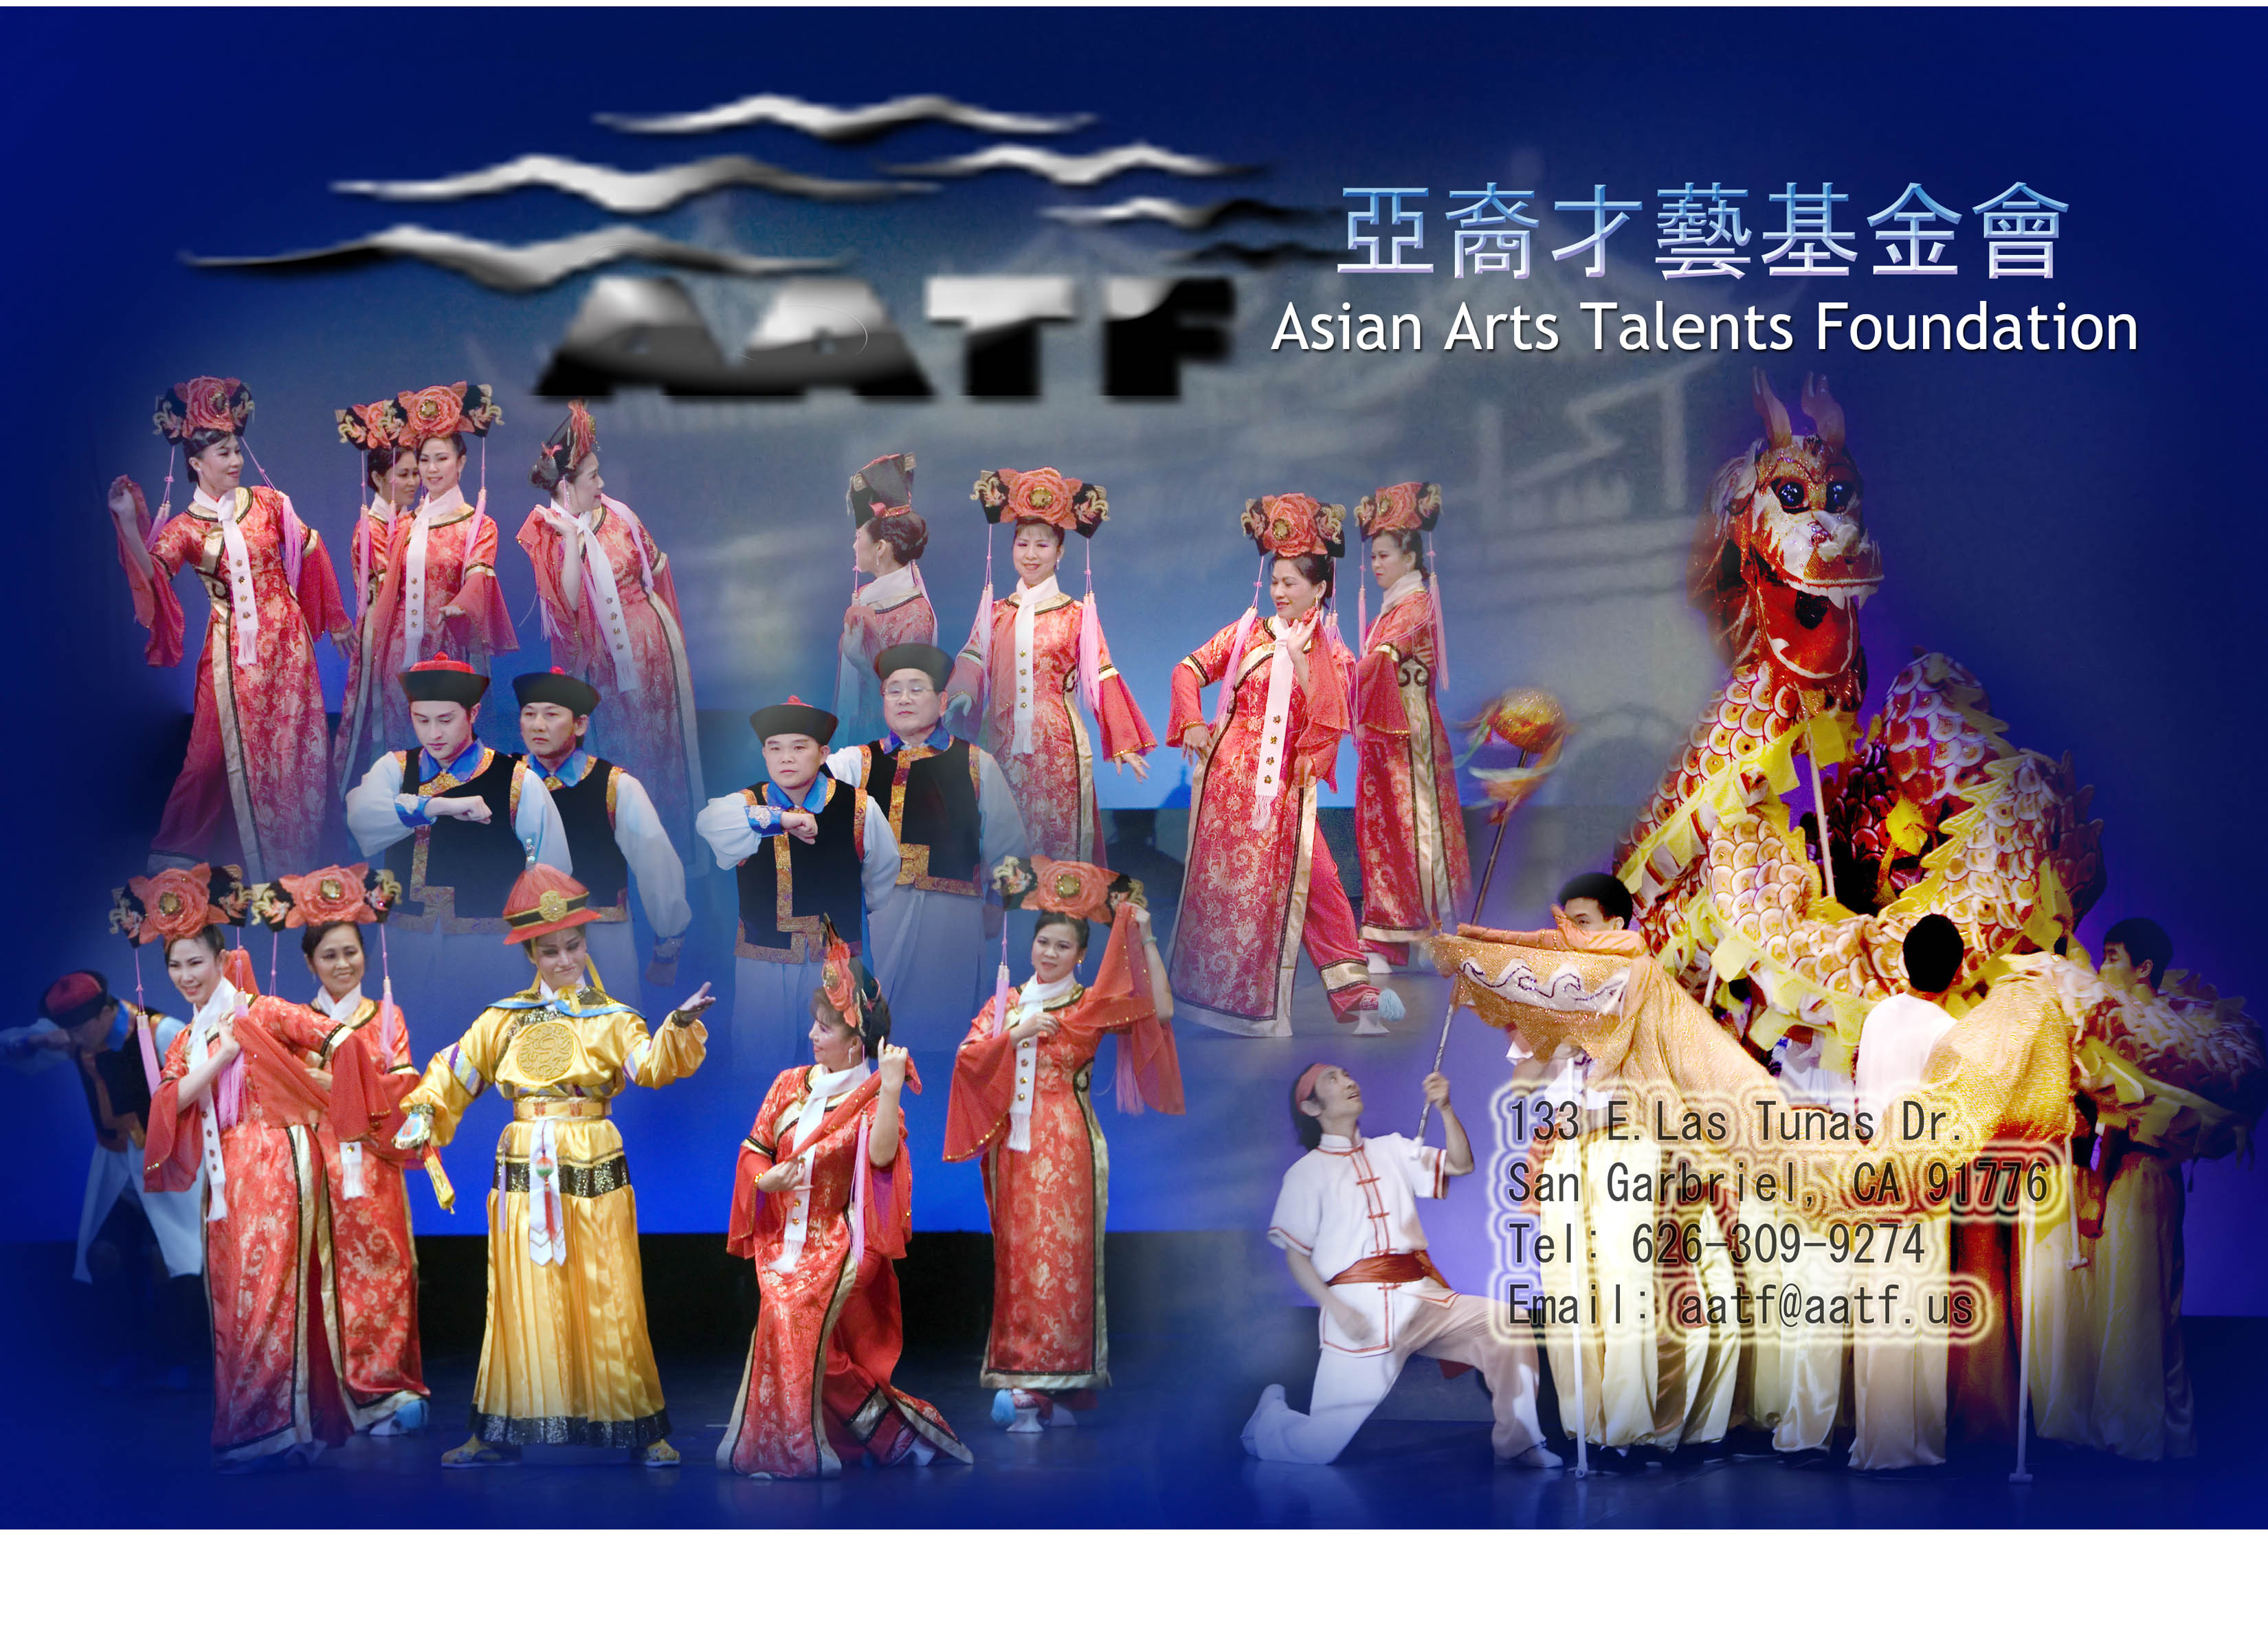 AATF
亞裔才藝基金會
Asian Arts Talents Foundation
133 E.Las Tunas Dr.
San Garbriel, CA 91776
Tel: 626-309-9274
Email: aatf@aatf.us